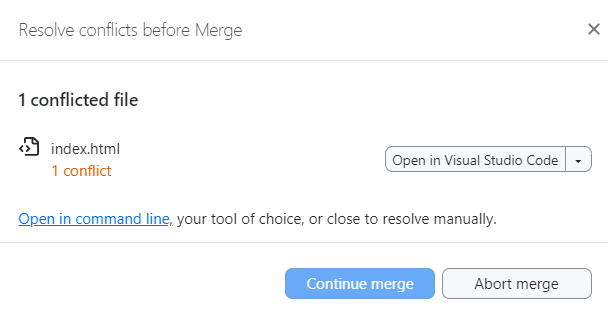 Resolve conflicts before Merge
1 conflicted file
index.html
1 conflict
Open in Visual Studio Code
Open in command line, your tool of choice, or close to resolve manually.
Continue merge
Abort merge